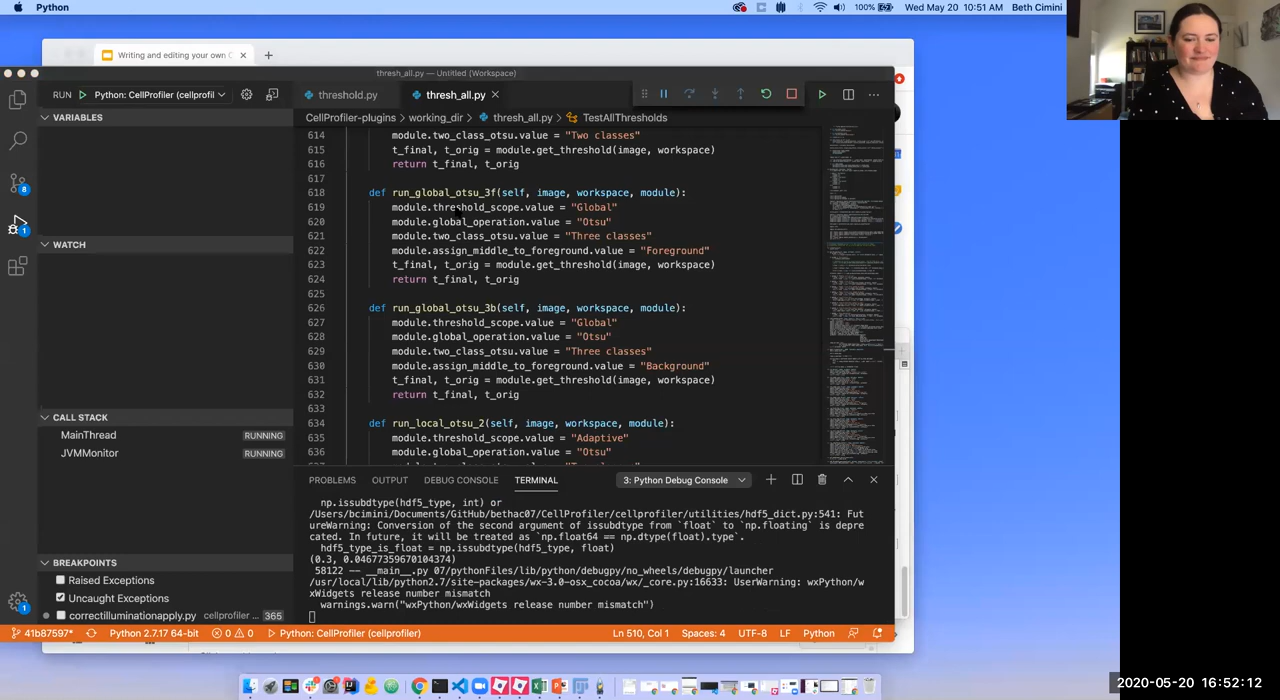 Python
100%
Wed May 20 10:51 AM
Beth Cimini
Writing and editing your own C
thresh_all.py — Untitled (Workspace)
RUN
Python: CellProfiler (cellprofil
threshold.py
thresh_all.py
VARIABLES
CellProfiler-plugins > working_dir > thresh_all.py > TestAllThresholds
614 module.two_class_otsu.value = "Two classes"
615 t_final, t_orig = module.get_threshold(image, workspace)
616 return t_final, t_orig
617
618 def run_global_otsu_3f(self, image, workspace, module):
619 module.threshold_scope.value = "Global"
620 module.global_operation.value = "Otsu"
621 module.two_class_otsu.value = "Three classes"
622 module.assign_middle_to_foreground.value = "Foreground"
623 t_final, t_orig = module.get_threshold(image, workspace)
624 return t_final, t_orig
625
626 def run_global_otsu_3b(self, image, workspace, module):
627 module.threshold_scope.value = "Global"
628 module.global_operation.value = "Otsu"
629 module.two_class_otsu.value = "Three classes"
630 module.assign_middle_to_foreground.value = "Background"
631 t_final, t_orig = module.get_threshold(image, workspace)
632 return t_final, t_orig
633
634 def run_local_otsu_2(self, image, workspace, module):
635 module.threshold_scope.value = "Adaptive"
636 module.global_operation.value = "Otsu"
8
1
WATCH
CALL STACK
MainThread RUNNING
JVMMonitor RUNNING
BREAKPOINTS
Raised Exceptions
Uncaught Exceptions
correctilluminationapply.py cellprofiler ... 365
PROBLEMS
OUTPUT
DEBUG CONSOLE
TERMINAL
3: Python Debug Console
np.issubdtype(hdf5_type, int) or
/Users/bcimini/Documents/GitHub/bethac07/CellProfiler/cellprofiler/utilities/hdf5_dict.py:541: Fut
ureWarning: Conversion of the second argument of issubdtype from `float` to `np.floating` is depre
cated. In future, it will be treated as `np.float64 == np.dtype(float).type`.
hdf5_type_is_float = np.issubdtype(hdf5_type, float)
(0.3, 0.04677359670104374)
58122 -- __main__.py 07/pythonFiles/lib/python/debugpy/no_wheels/debugpy/launcher
/usr/local/lib/python2.7/site-packages/wx-3.0-osx_cocoa/wx/_core.py:16633: UserWarning: wxPython/w
xWidgets release number mismatch
warnings.warn("wxPython/wxWidgets release number mismatch")
1
41b87597*
Python 2.7.17 64-bit
0
0
Python: CellProfiler (cellprofiler)
Ln 510, Col 1
Spaces: 4
UTF-8
LF
Python
2020-05-20 16:52:12